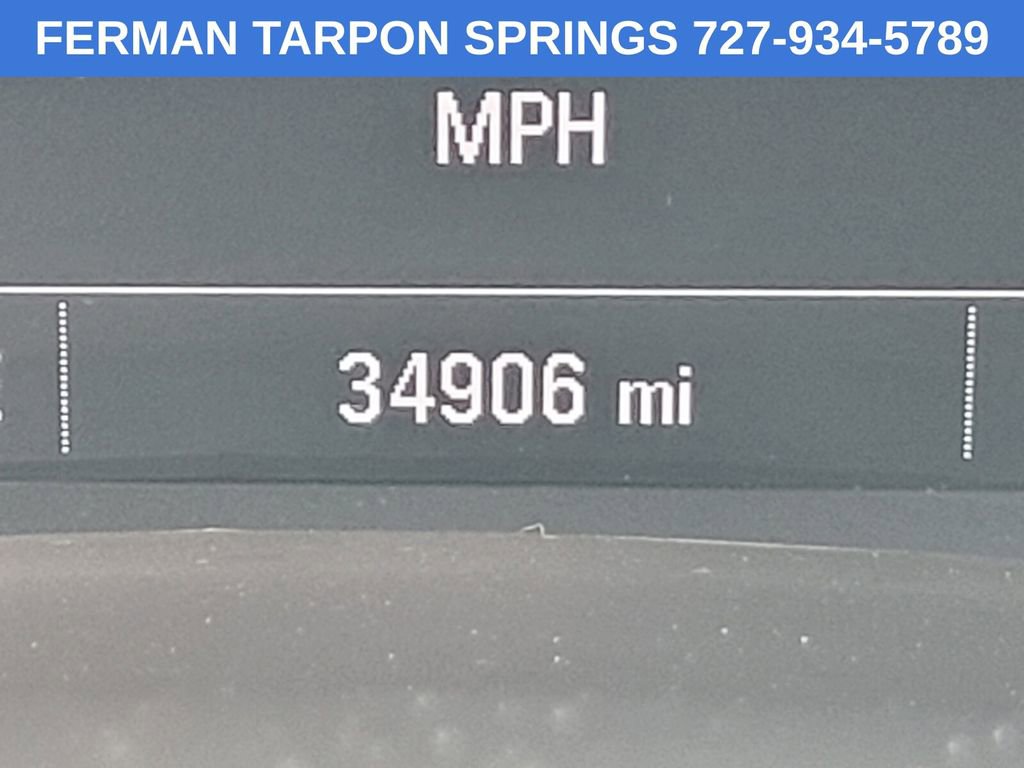 FERMAN TARPON SPRINGS 727-934-5789
MPH
34906 mi